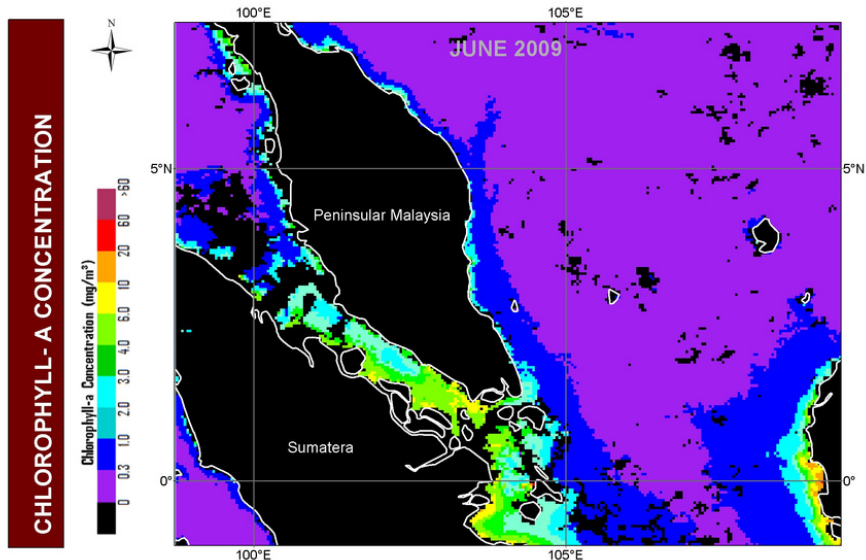 CHLOROPHYLL- A CONCENTRATION
N
Chlorophyll-a Concentration (mg/m³)
>60
60
20
10
6.0
4.0
3.0
2.0
1.0
0.3
0
100°E
105°E
JUNE 2009
5°N
5°N
Peninsular Malaysia
Sumatera
0°
0°
100°E
105°E